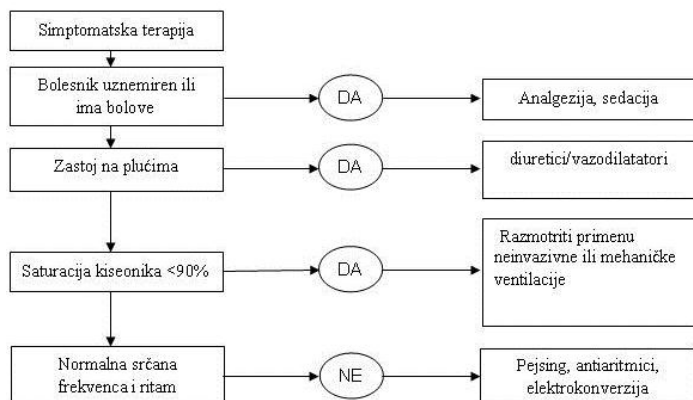 Simptomatska terapija
Bolesnik uznemiren ili
ima bolove
DA
Analgezija, sedacija
Zastoj na plućima
DA
diuretici/vazodilatatori
Saturacija kiseonika <90%
DA
Razmotriti primenu
neinvazivne ili mehaničke
ventilacije
Normalna srčana
frekvenca i ritam
NE
Pejsing, antiaritmici,
elektrokonverzija